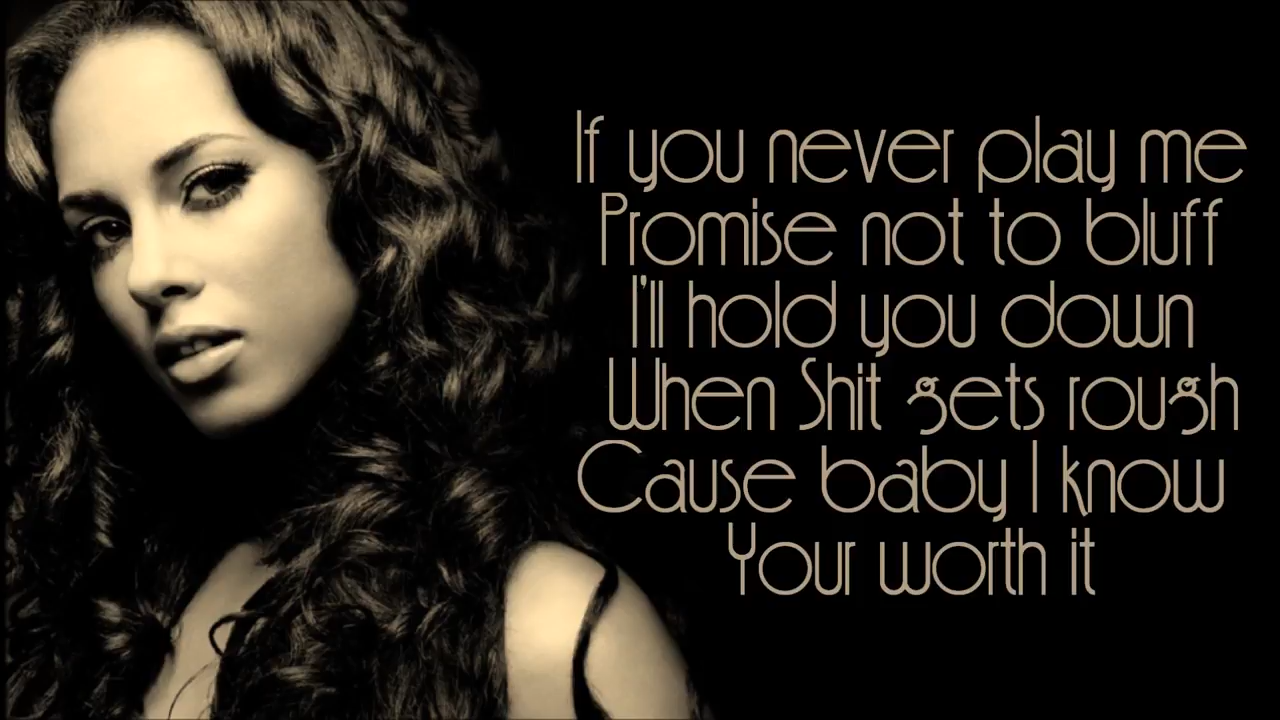 If you never play me
Promise not to bluff
I'll hold you down
When Shit gets rough
Cause baby I know
Your worth it